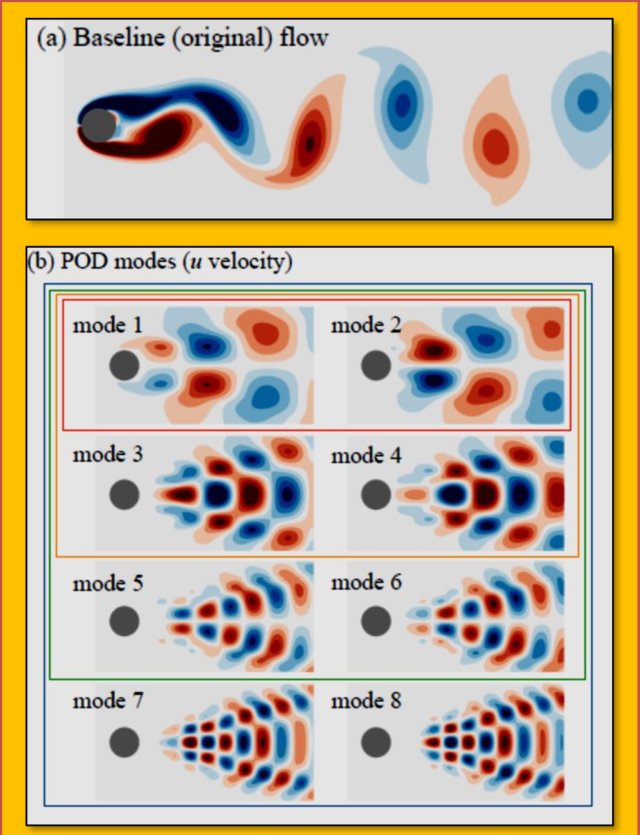 (a) Baseline (original) flow
(b) POD modes (u velocity)
mode 1
mode 2
mode 3
mode 4
mode 5
mode 6
mode 7
mode 8